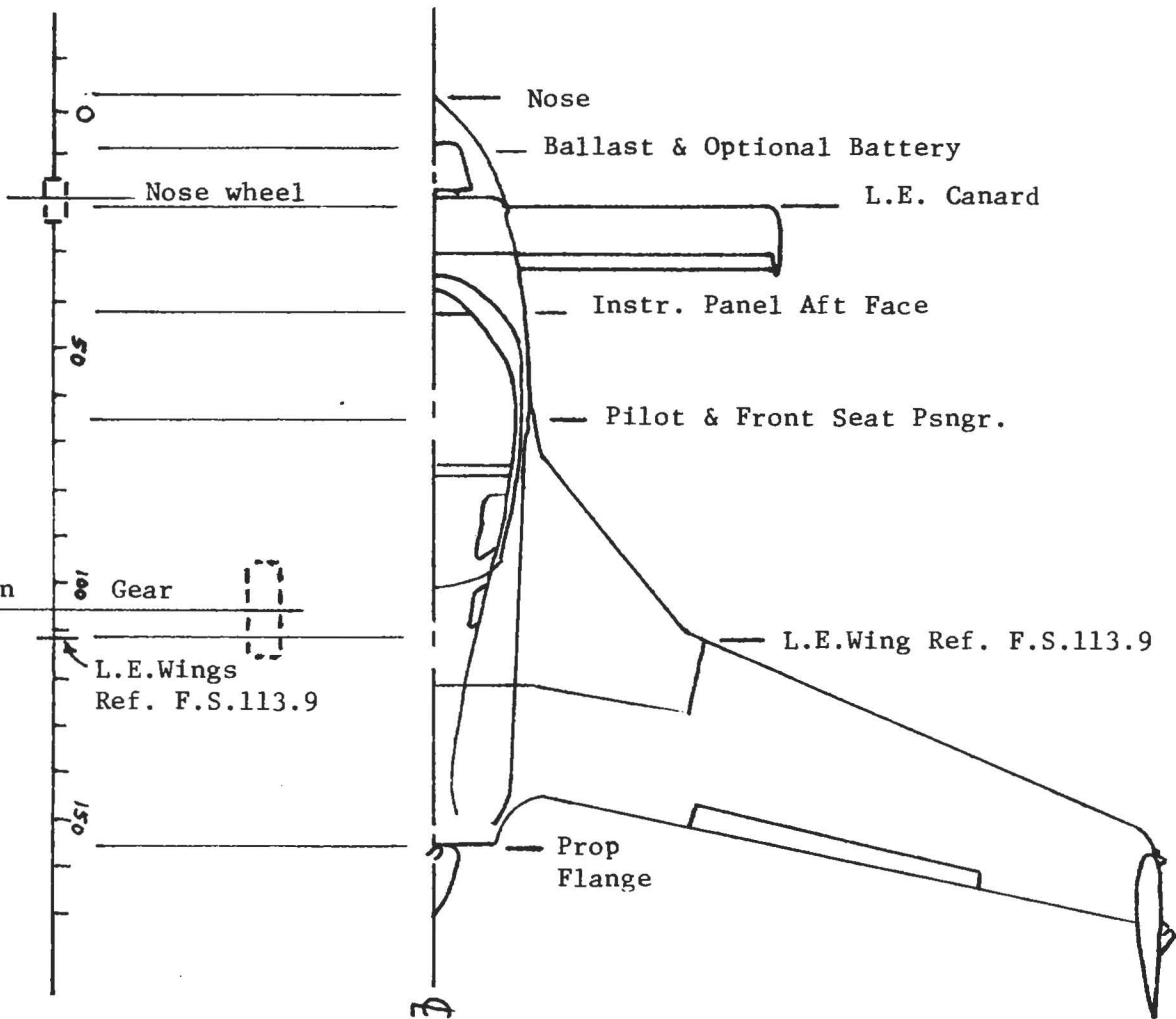 Nose
0
Ballast & Optional Battery
Nose wheel
L.E. Canard
Instr. Panel Aft Face
50
Pilot & Front Seat Psngr.
n
100
Gear
L.E.Wing Ref. F.S.113.9
L.E.Wings
Ref. F.S.113.9
150
Prop
Flange